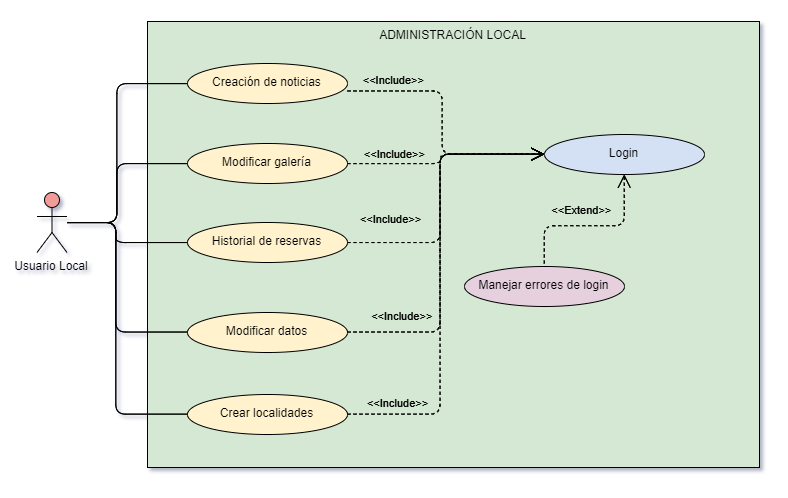 ADMINISTRACIÓN LOCAL
Creación de noticias
<<Include>>
Modificar galería
<<Include>>
Login
Historial de reservas
<<Include>>
<<Extend>>
Usuario Local
Manejar errores de login
Modificar datos
<<Include>>
Crear localidades
<<Include>>